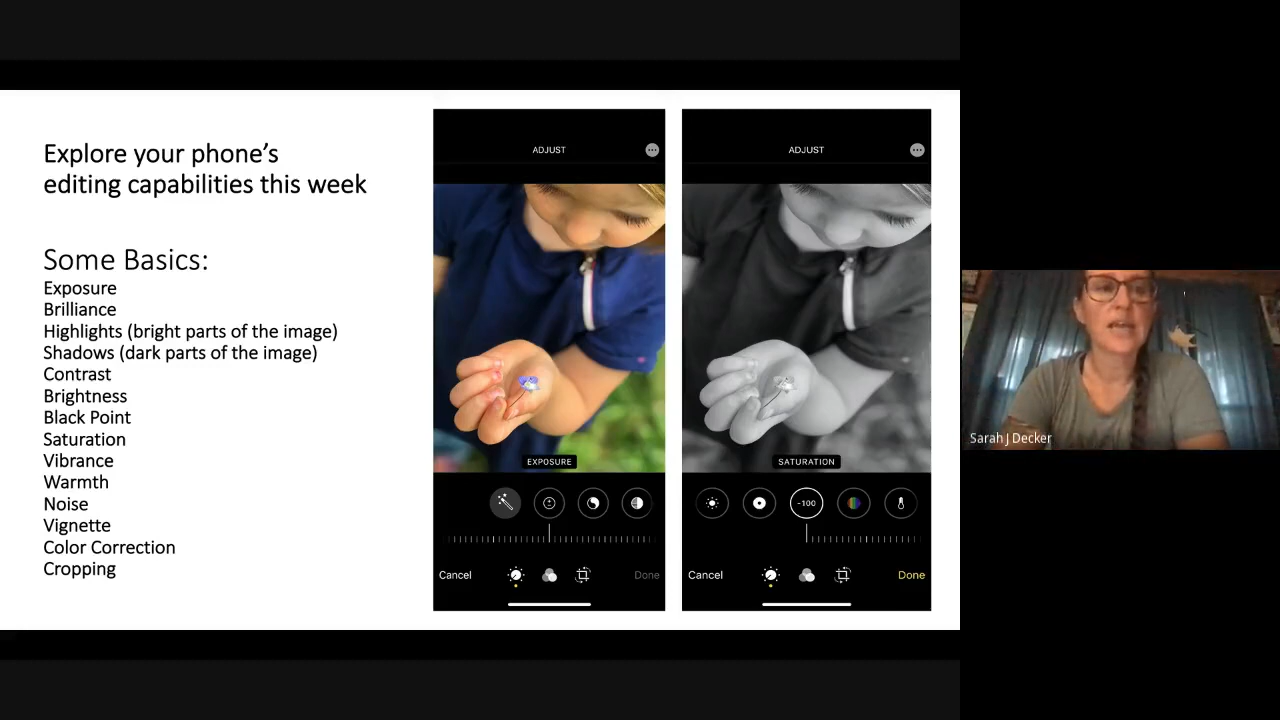 Explore your phone's
editing capabilities this week
Some Basics:
Exposure
Brilliance
Highlights (bright parts of the image)
Shadows (dark parts of the image)
Contrast
Brightness
Black Point
Saturation
Vibrance
Warmth
Noise
Vignette
Color Correction
Cropping
ADJUST
EXPOSURE
Cancel
Done
ADJUST
SATURATION
-100
Cancel
Done
Sarah J Decker